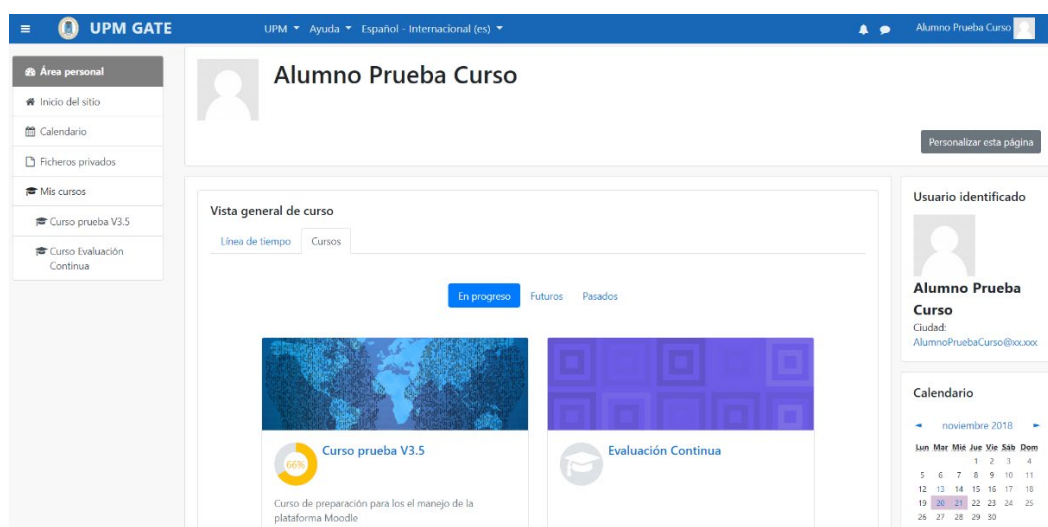 UPM GATE
UPM Ayuda Español - Internacional (es)
Alumno Prueba Curso
Área personal
Inicio del sitio
Calendario
Ficheros privados
Mis cursos
Curso prueba V3.5
Curso Evaluación
Continua
Alumno Prueba Curso
Personalizar esta página
Vista general de curso
Línea de tiempo Cursos
En progreso Futuros Pasados
66%
Curso prueba V3.5
Curso de preparación para los el manejo de la
plataforma Moodle
Evaluación Continua
Usuario identificado
Alumno Prueba
Curso
Ciudad:
AlumnoPruebaCurso@xx.xxx
Calendario
◄ noviembre 2018 ►
Lun Mar Mié Jue Vie Sáb Dom
1 2 3 4
5 6 7 8 9 10 11
12 13 14 15 16 17 18
19 20 21 22 23 24 25
26 27 28 29 30